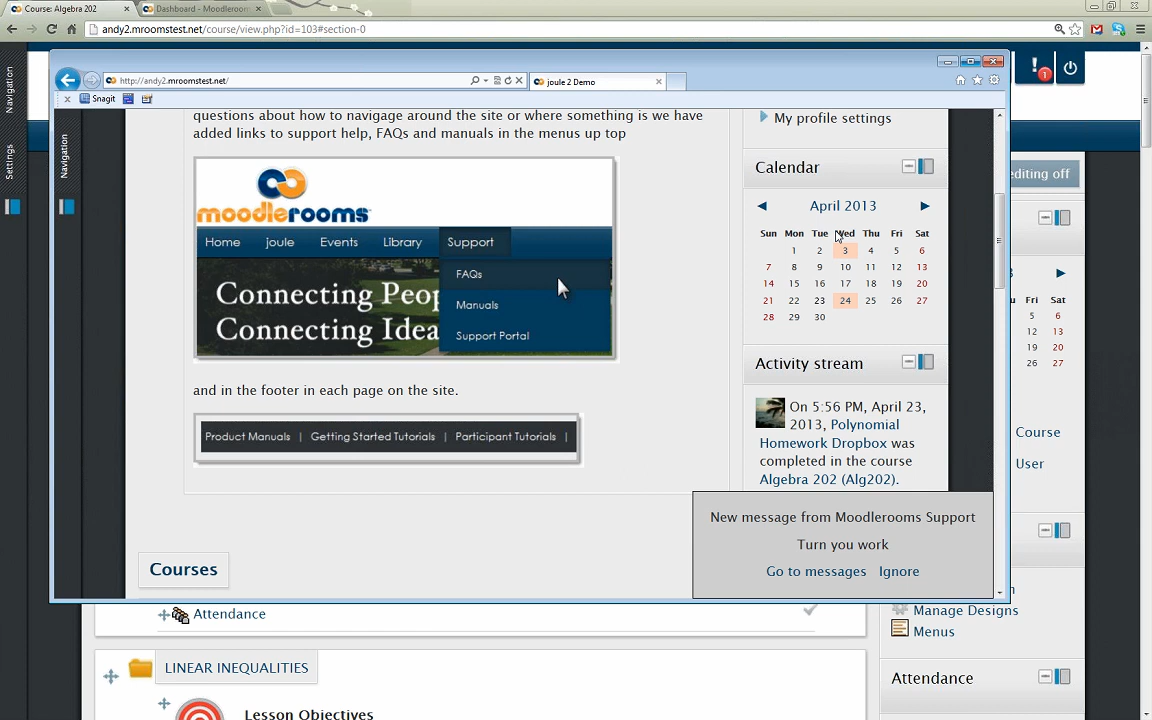 Course: Algebra 202
Dashboard - Moodleroom
andy2.mroomstest.net/course/view.php?id=103#section-0
http://andy2.mroomstest.net/
joule 2 Demo
Snagit
Navigation
Settings
Navigation
! 1
editing off
questions about how to navigage around the site or where something is we have
added links to support help, FAQs and manuals in the menus up top
moodlerooms
Home joule Events Library Support
FAQs
Manuals
Support Portal
Connecting Peop
Connecting Idea
and in the footer in each page on the site.
Product Manuals | Getting Started Tutorials | Participant Tutorials |
Courses
My profile settings
Calendar
◄ April 2013 ►
Sun Mon Tue Wed Thu Fri Sat
1 2 3 4 5 6
7 8 9 10 11 12 13
14 15 16 17 18 19 20
21 22 23 24 25 26 27
28 29 30
Activity stream
On 5:56 PM, April 23,
2013, Polynomial
Homework Dropbox was
completed in the course
Algebra 202 (Alg202).
New message from Moodlerooms Support
Turn you work
Go to messages Ignore
Fri Sat
5 6
12 13
19 20
26 27
Course
User
Manage Designs
Menus
Attendance
Attendance
LINEAR INEQUALITIES
Lesson Objectives